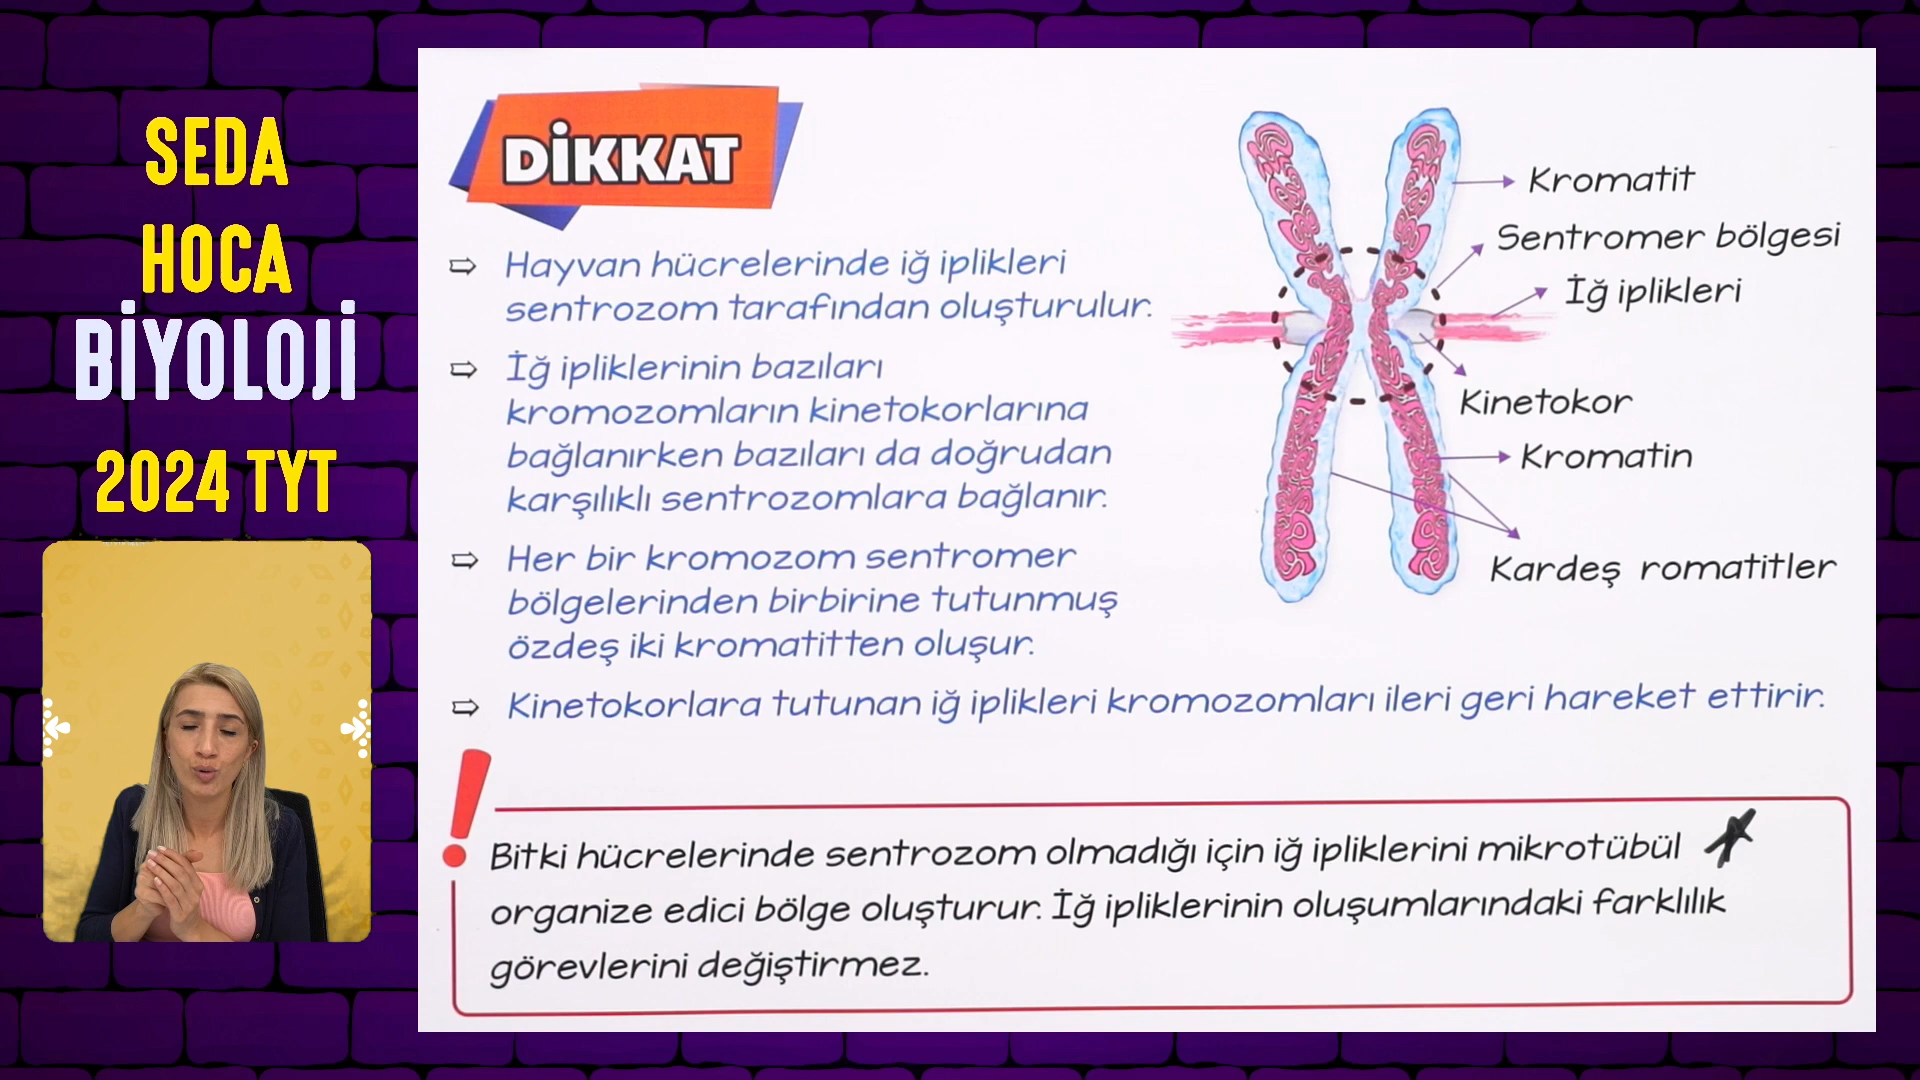 SEDA
HOCA
BİYOLOJİ
2024 TYT
DİKKAT
⇨ Hayvan hücrelerinde iğ iplikleri
sentrozom tarafından oluşturulur.
⇨ İğ ipliklerinin bazıları
kromozomların kinetokorlarına
bağlanırken bazıları da doğrudan
karşılıklı sentrozomlara bağlanır.
⇨ Her bir kromozom sentromer
bölgelerinden birbirine tutunmuş
özdeş iki kromatitten oluşur.
⇨ Kinetokorlara tutunan iğ iplikleri kromozomları ileri geri hareket ettirir.
Kromatit
Sentromer bölgesi
İğ iplikleri
Kinetokor
Kromatin
Kardeş romatitler
! Bitki hücrelerinde sentrozom olmadığı için iğ ipliklerini mikrotübül
organize edici bölge oluşturur. İğ ipliklerinin oluşumlarındaki farklılık
görevlerini değiştirmez.